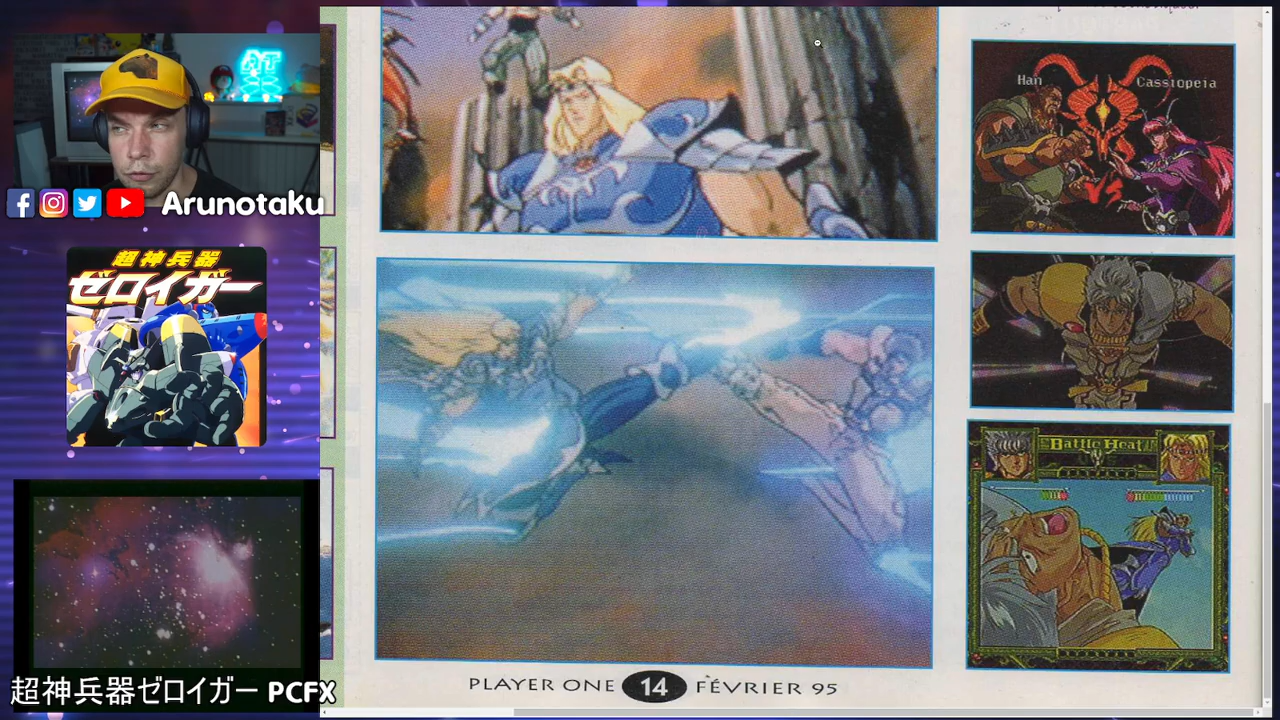 Arunotaku
超神兵器
ゼロイガー
超神兵器ゼロイガー PCFX
Han
Cassiopeia
VS
Battle Heat
PLAYER ONE 14 FÉVRIER 95